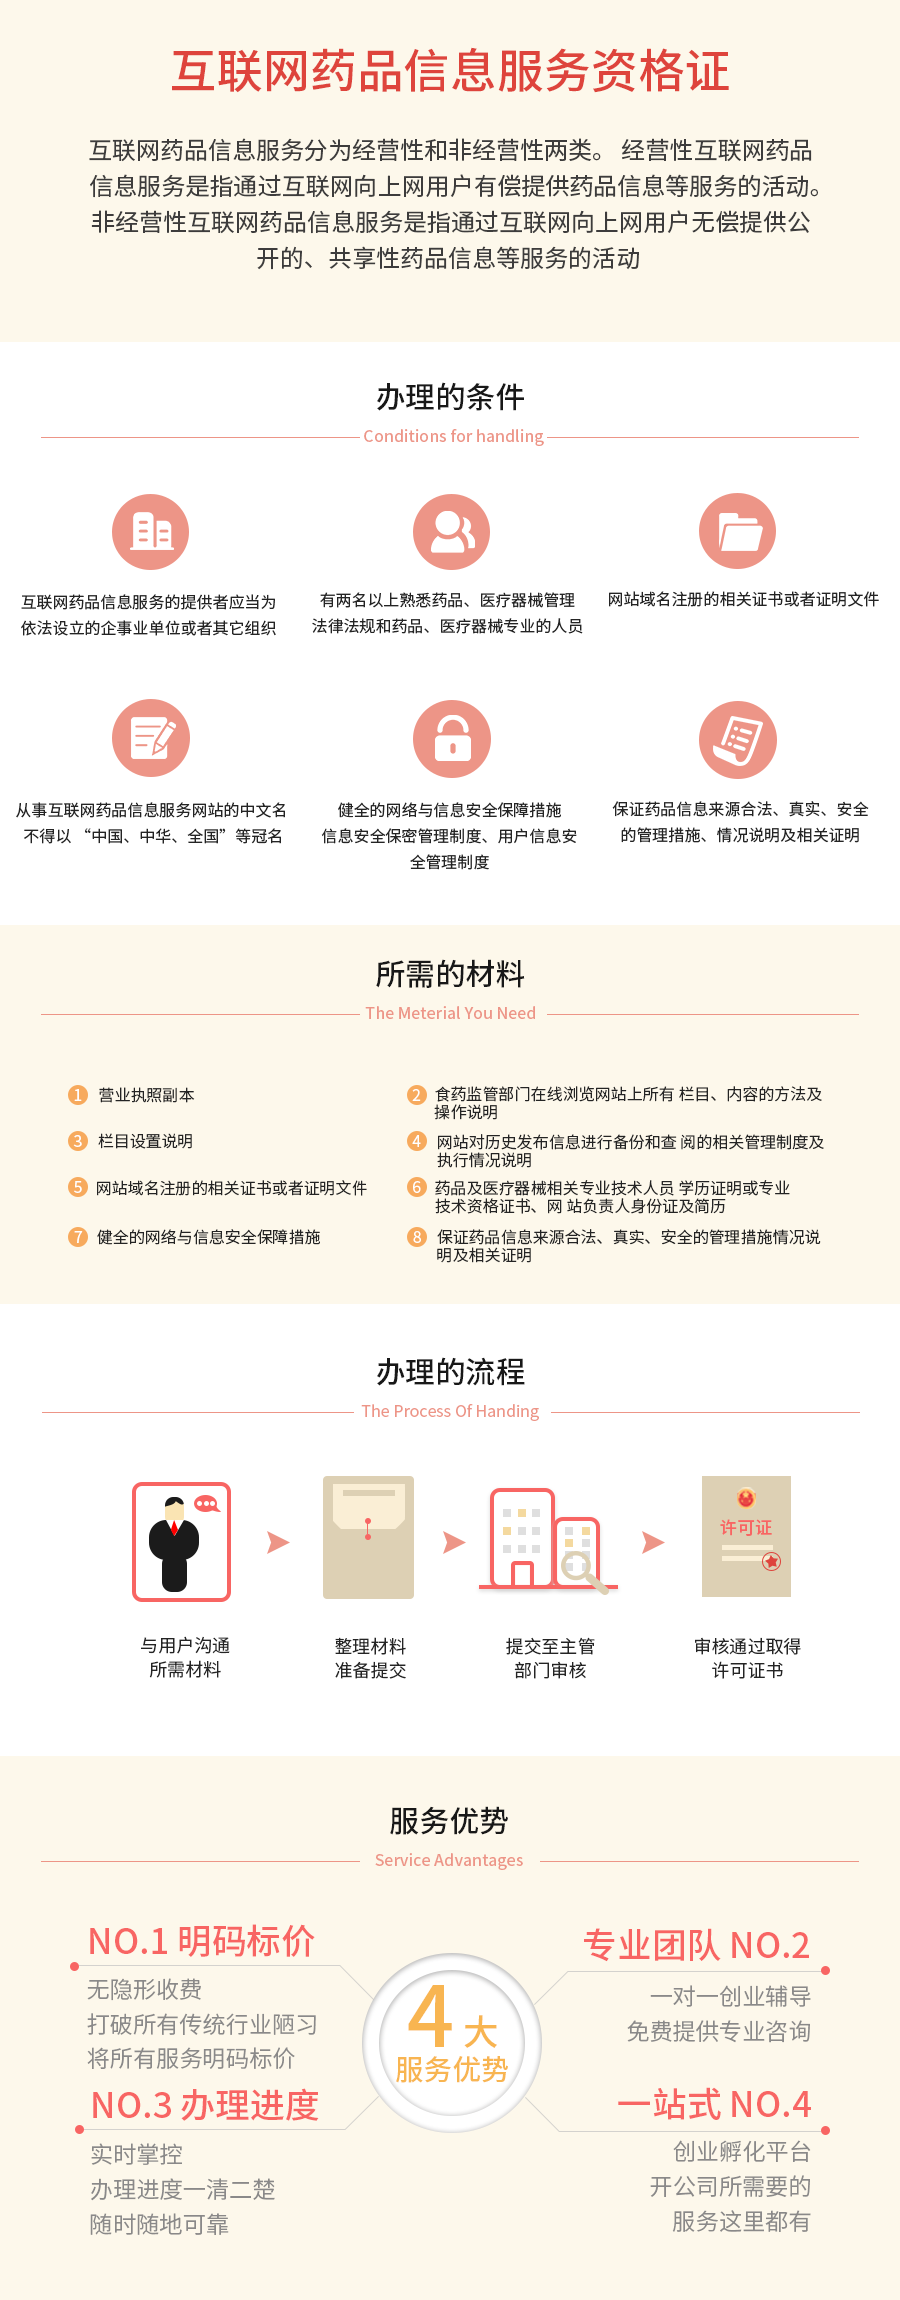 互联网药品信息服务资格证
互联网药品信息服务分为经营性和非经营性两类。 经营性互联网药品
信息服务是指通过互联网向上网用户有偿提供药品信息等服务的活动。
非经营性互联网药品信息服务是指通过互联网向上网用户无偿提供公
开的、共享性药品信息等服务的活动
办理的条件
Conditions for handling
互联网药品信息服务的提供者应当为
依法设立的企事业单位或者其它组织
有两名以上熟悉药品、医疗器械管理
法律法规和药品、医疗器械专业的人员
网站域名注册的相关证书或者证明文件
从事互联网药品信息服务网站的中文名
不得以 “中国、中华、全国” 等冠名
健全的网络与信息安全保障措施
信息安全保密管理制度、用户信息安
全管理制度
保证药品信息来源合法、真实、安全
的管理措施、情况说明及相关证明
所需的材料
The Meterial You Need
1 营业执照副本
2 食药监管部门在线浏览网站上所有 栏目、内容的方法及
操作说明
3 栏目设置说明
4 网站对历史发布信息进行备份和查 阅的相关管理制度及
执行情况说明
5 网站域名注册的相关证书或者证明文件
6 药品及医疗器械相关专业技术人员 学历证明或专业
技术资格证书、网 站负责人身份证及简历
7 健全的网络与信息安全保障措施
8 保证药品信息来源合法、真实、安全的管理措施情况说
明及相关证明
办理的流程
The Process Of Handing
许可证
与用户沟通
所需材料
整理材料
准备提交
提交至主管
部门审核
审核通过取得
许可证书
服务优势
Service Advantages
NO.1 明码标价
无隐形收费
打破所有传统行业陋习
将所有服务明码标价
专业团队 NO.2
一对一创业辅导
免费提供专业咨询
4 大
服务优势
NO.3 办理进度
实时掌控
办理进度一清二楚
随时随地可靠
一站式 NO.4
创业孵化平台
开公司所需要的
服务这里都有